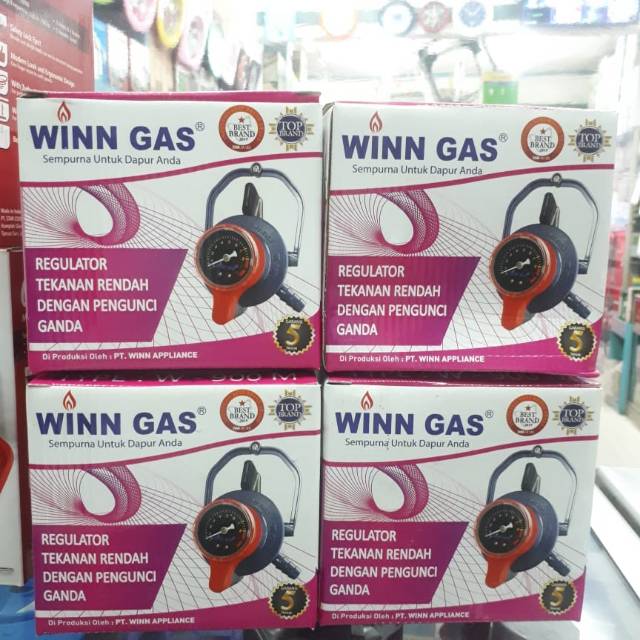 WINN GAS®
Sempurna Untuk Dapur Anda
BEST
BRAND
TOP
BRAND
REGULATOR
TEKANAN RENDAH
DENGAN PENGUNCI
GANDA
5
Di Produksi Oleh : PT. WINN APPLIANCE
WINN GAS®
Sempurna Untuk Dapur Anda
BEST
BRAND
TOP
BRAND
REGULATOR
TEKANAN RENDAH
DENGAN PENGUNCI
GANDA
5
Di Produksi Oleh : PT. WINN APPLIANCE
WINN GAS®
Sempurna Untuk Dapur Anda
BEST
BRAND
TOP
BRAND
REGULATOR
TEKANAN RENDAH
DENGAN PENGUNCI
GANDA
5
Di Produksi Oleh : PT. WINN APPLIANCE
WINN GAS®
Sempurna Untuk Dapur Anda
BEST
BRAND
TOP
BRAND
REGULATOR
TEKANAN RENDAH
DENGAN PENGUNCI
GANDA
5
Di Produksi Oleh : PT. WINN APPLIANCE